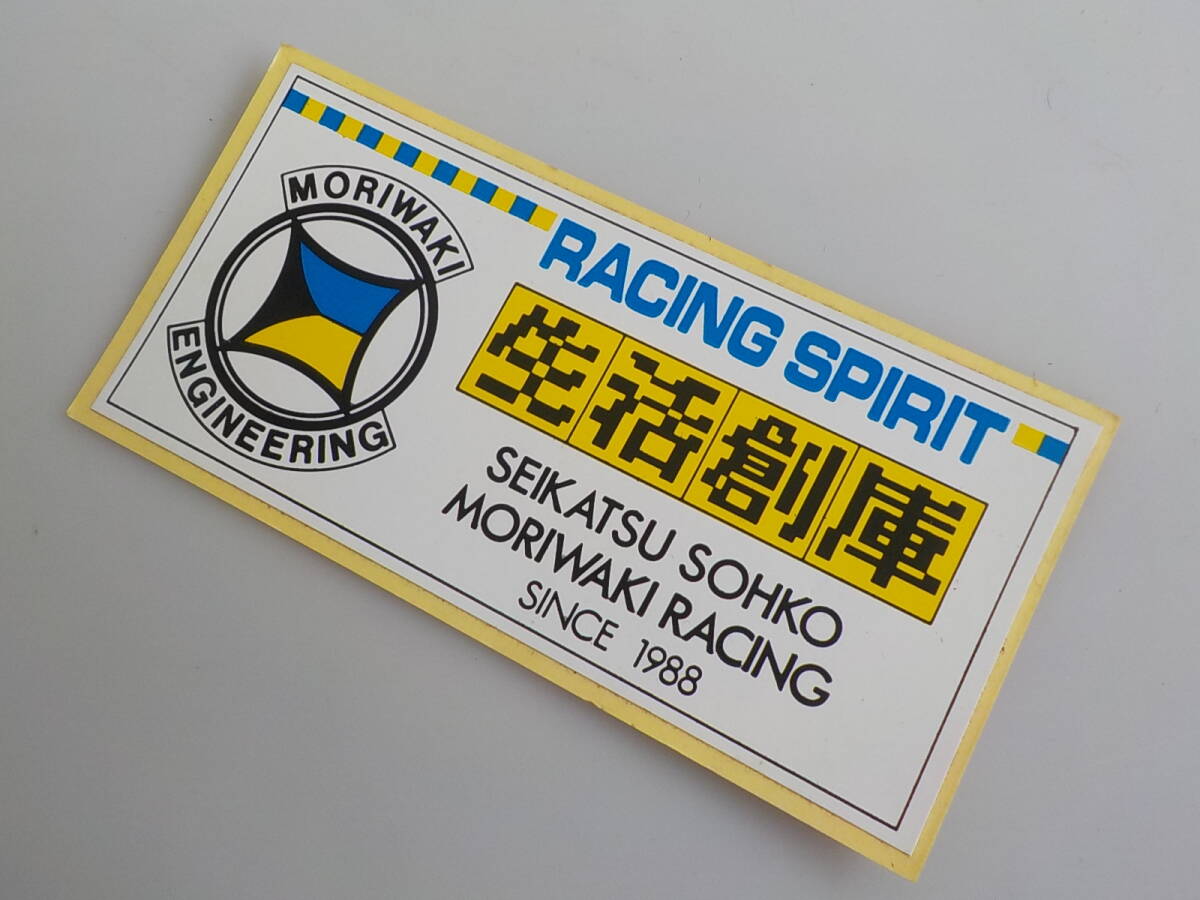 MORIWAKI
ENGINEERING
RACING SPIRIT
生活創庫
SEIKATSU SOHKO
MORIWAKI RACING
SINCE 1988